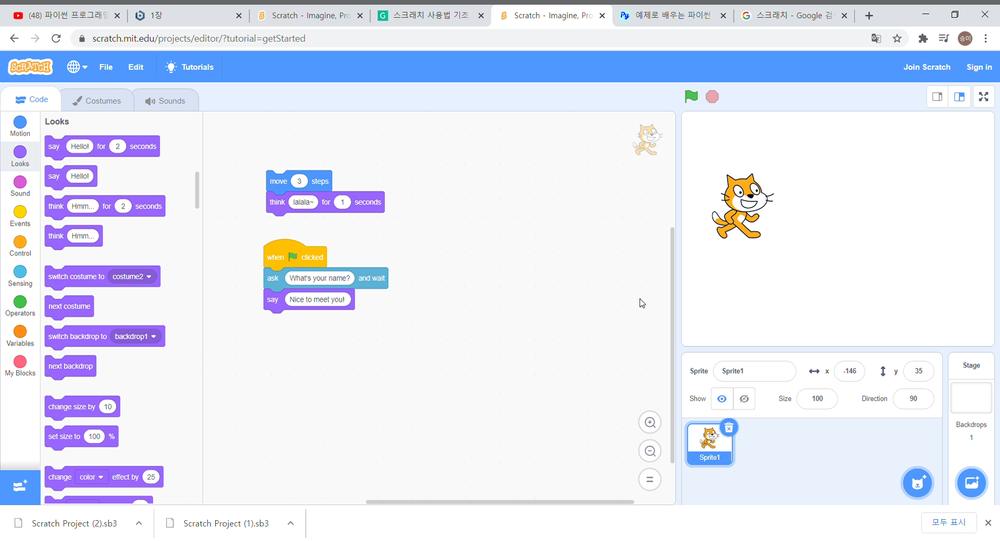 (48) 파이썬 프로그래밍
1장
Scratch - Imagine, Pro
스크래치 사용법 기초
Scratch - Imagine, Pro
예제로 배우는 파이썬
스크래치 - Google 검색
scratch.mit.edu/projects/editor/?tutorial=getStarted
승미
SCRATCH
File
Edit
Tutorials
Join Scratch
Sign in
Code
Costumes
Sounds
Motion
Looks
Sound
Events
Control
Sensing
Operators
Variables
My Blocks
Looks
say Hello! for 2 seconds
say Hello!
think Hmm... for 2 seconds
think Hmm...
switch costume to costume2
next costume
switch backdrop to backdrop1
next backdrop
change size by 10
set size to 100 %
change color effect by 25
move 3 steps
think lalala~ for 1 seconds
when clicked
ask What's your name? and wait
say Nice to meet you!
Sprite Sprite1 x -146 y 35
Show Size 100 Direction 90
Sprite1
Stage
Backdrops
1
Scratch Project (2).sb3
Scratch Project (1).sb3
모두 표시